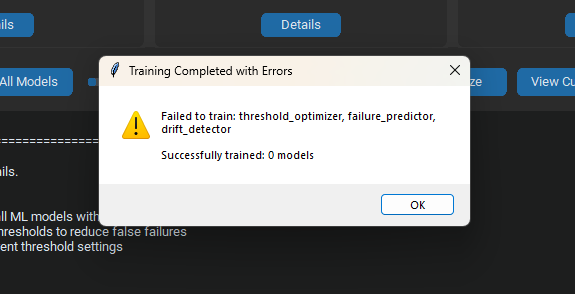 ils
Details
Training Completed with Errors
All Models
ze
View Cu
Failed to train: threshold_optimizer, failure_predictor,
drift_detector
Successfully trained: 0 models
ils.
OK
all ML models with
hresholds to reduce false failures
ent threshold settings